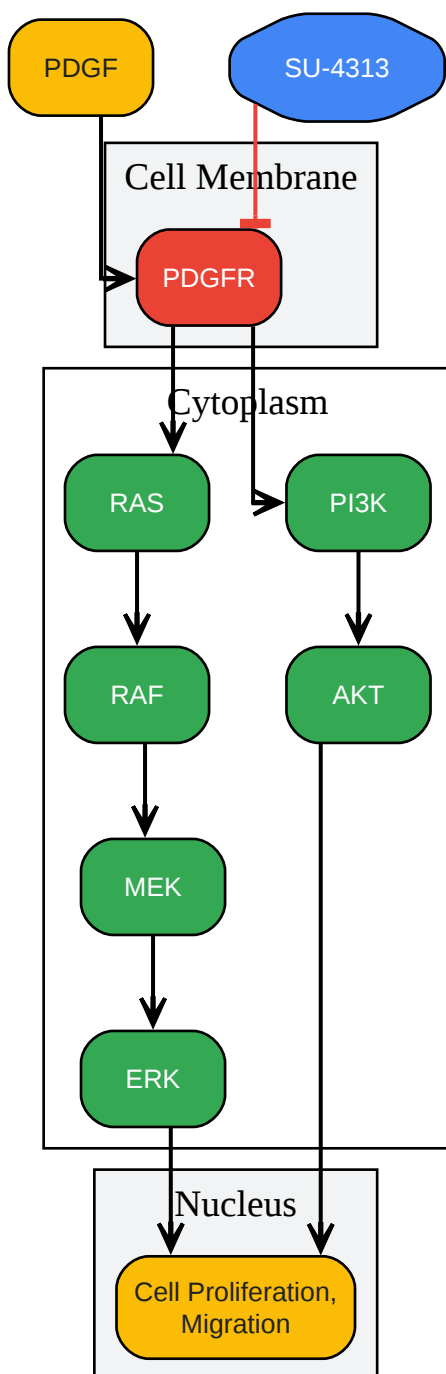 PDGF
SU-4313
Cell Membrane
PDGFR
Cytoplasm
RAS
PI3K
RAF
AKT
MEK
ERK
Nucleus
Cell Proliferation,
Migration